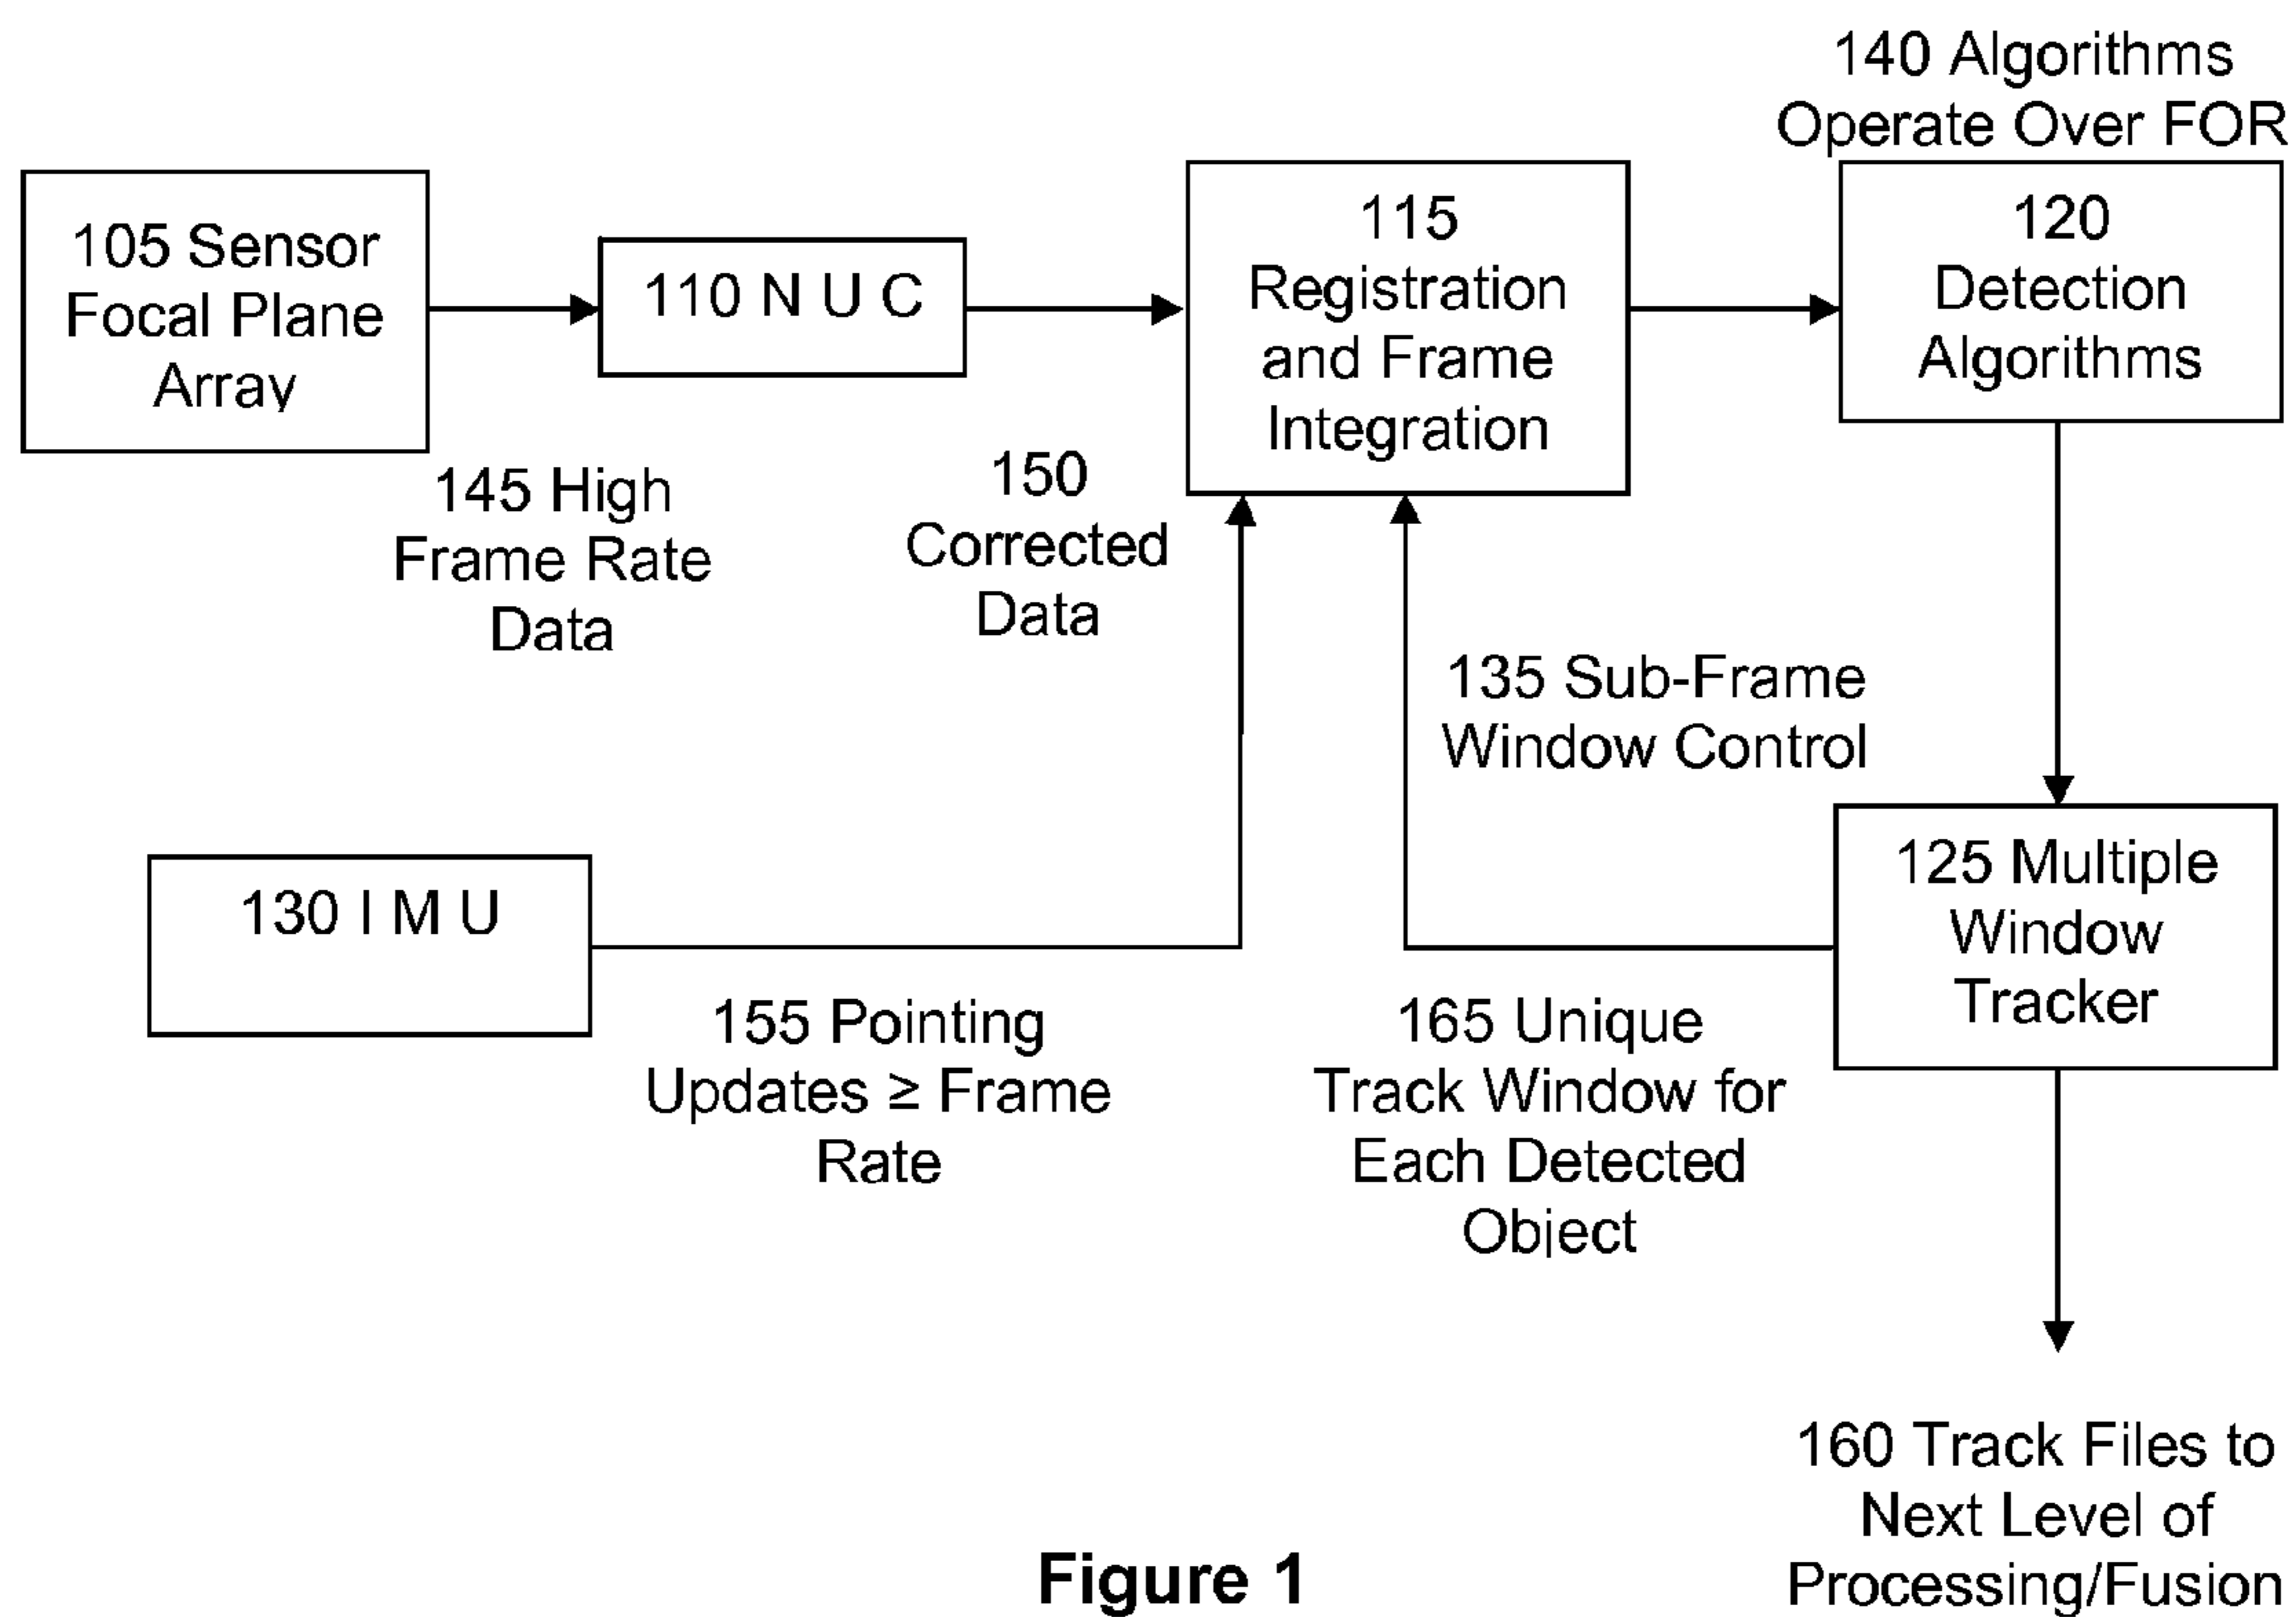 140 Algorithms
Operate Over FOR
105 Sensor
Focal Plane
Array
110 N U C
115
Registration
and Frame
Integration
120
Detection
Algorithms
145 High
Frame Rate
Data
150
Corrected
Data
135 Sub-Frame
Window Control
130 I M U
125 Multiple
Window
Tracker
155 Pointing
Updates ≥ Frame
Rate
165 Unique
Track Window for
Each Detected
Object
160 Track Files to
Next Level of
Processing/Fusion
Figure 1